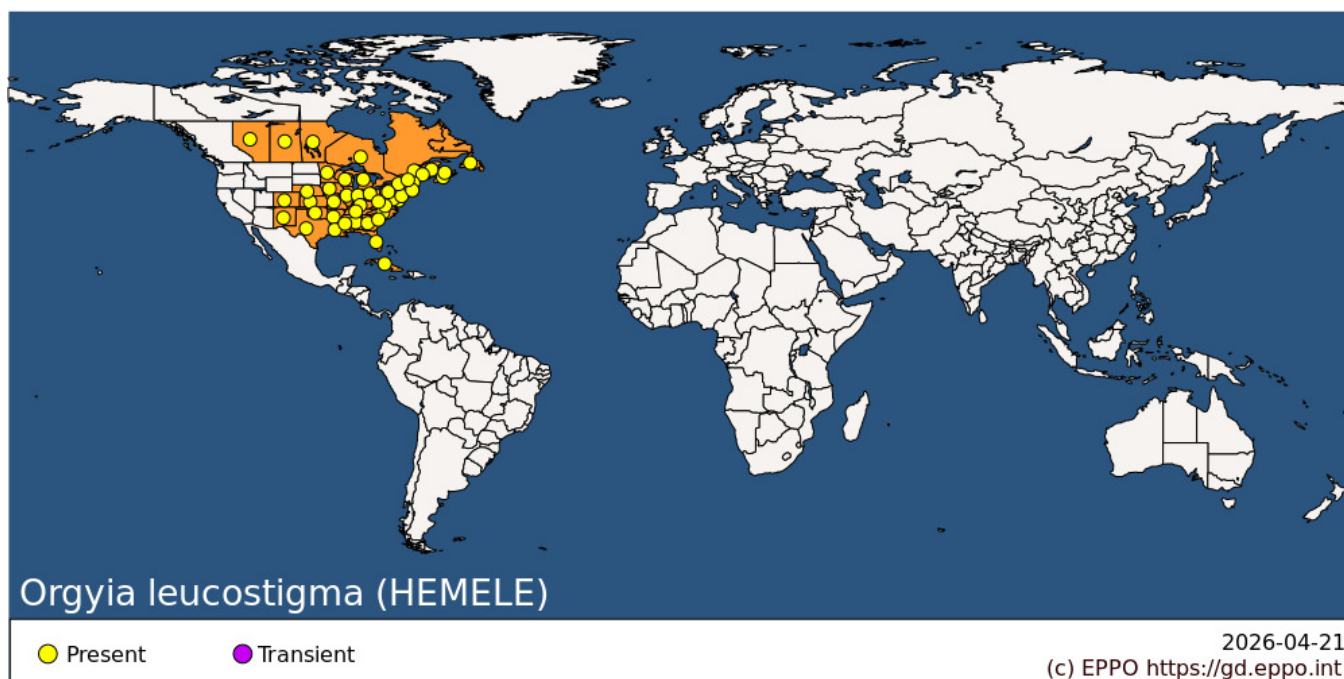 Orgyia leucostigma (HEMELE)
Present
Transient
2026-04-21
(c) EPPO https://gd.eppo.int